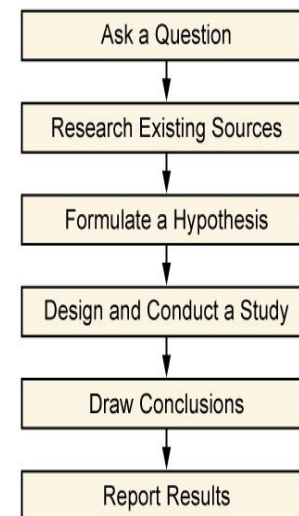 Ask a Question
Research Existing Sources
Formulate a Hypothesis
Design and Conduct a Study
Draw Conclusions
Report Results